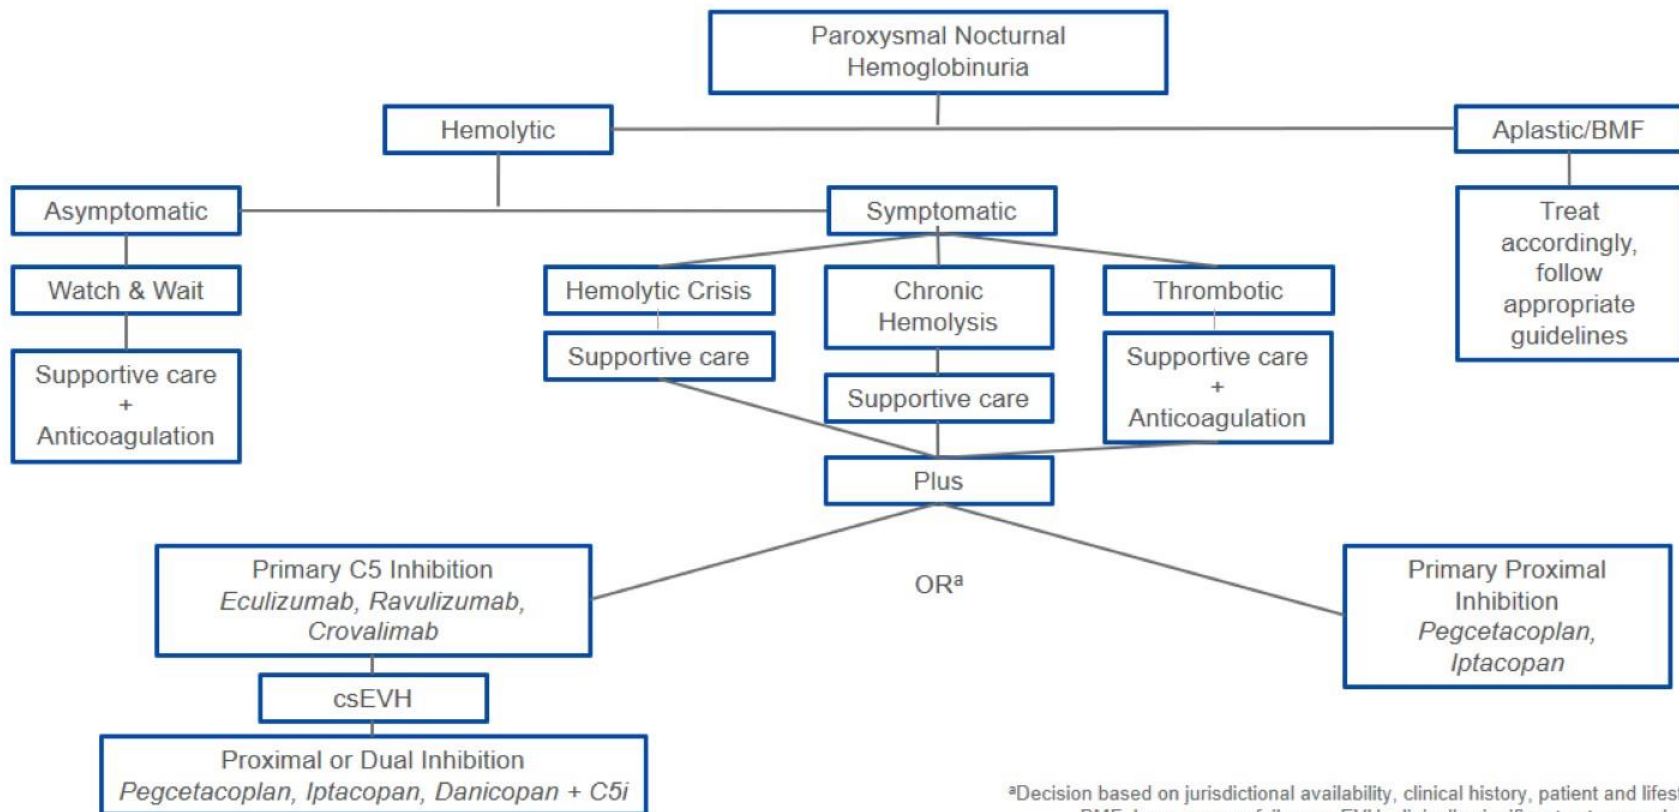 Paroxysmal Nocturnal
Hemoglobinuria
Hemolytic
Aplastic/BMF
Asymptomatic
Symptomatic
Treat
accordingly,
follow
appropriate
guidelines
Watch & Wait
Hemolytic Crisis
Chronic
Hemolysis
Thrombotic
Supportive care
+
Anticoagulation
Supportive care
Supportive care
Supportive care
+
Anticoagulation
Plus
Primary C5 Inhibition
Eculizumab, Ravulizumab,
Crovalimab
ORᵃ
Primary Proximal
Inhibition
Pegcetacoplan,
Iptacopan
csEVH
Proximal or Dual Inhibition
Pegcetacoplan, Iptacopan, Danicopan + C5i
ᵃDecision based on jurisdictional availability, clinical history, patient and